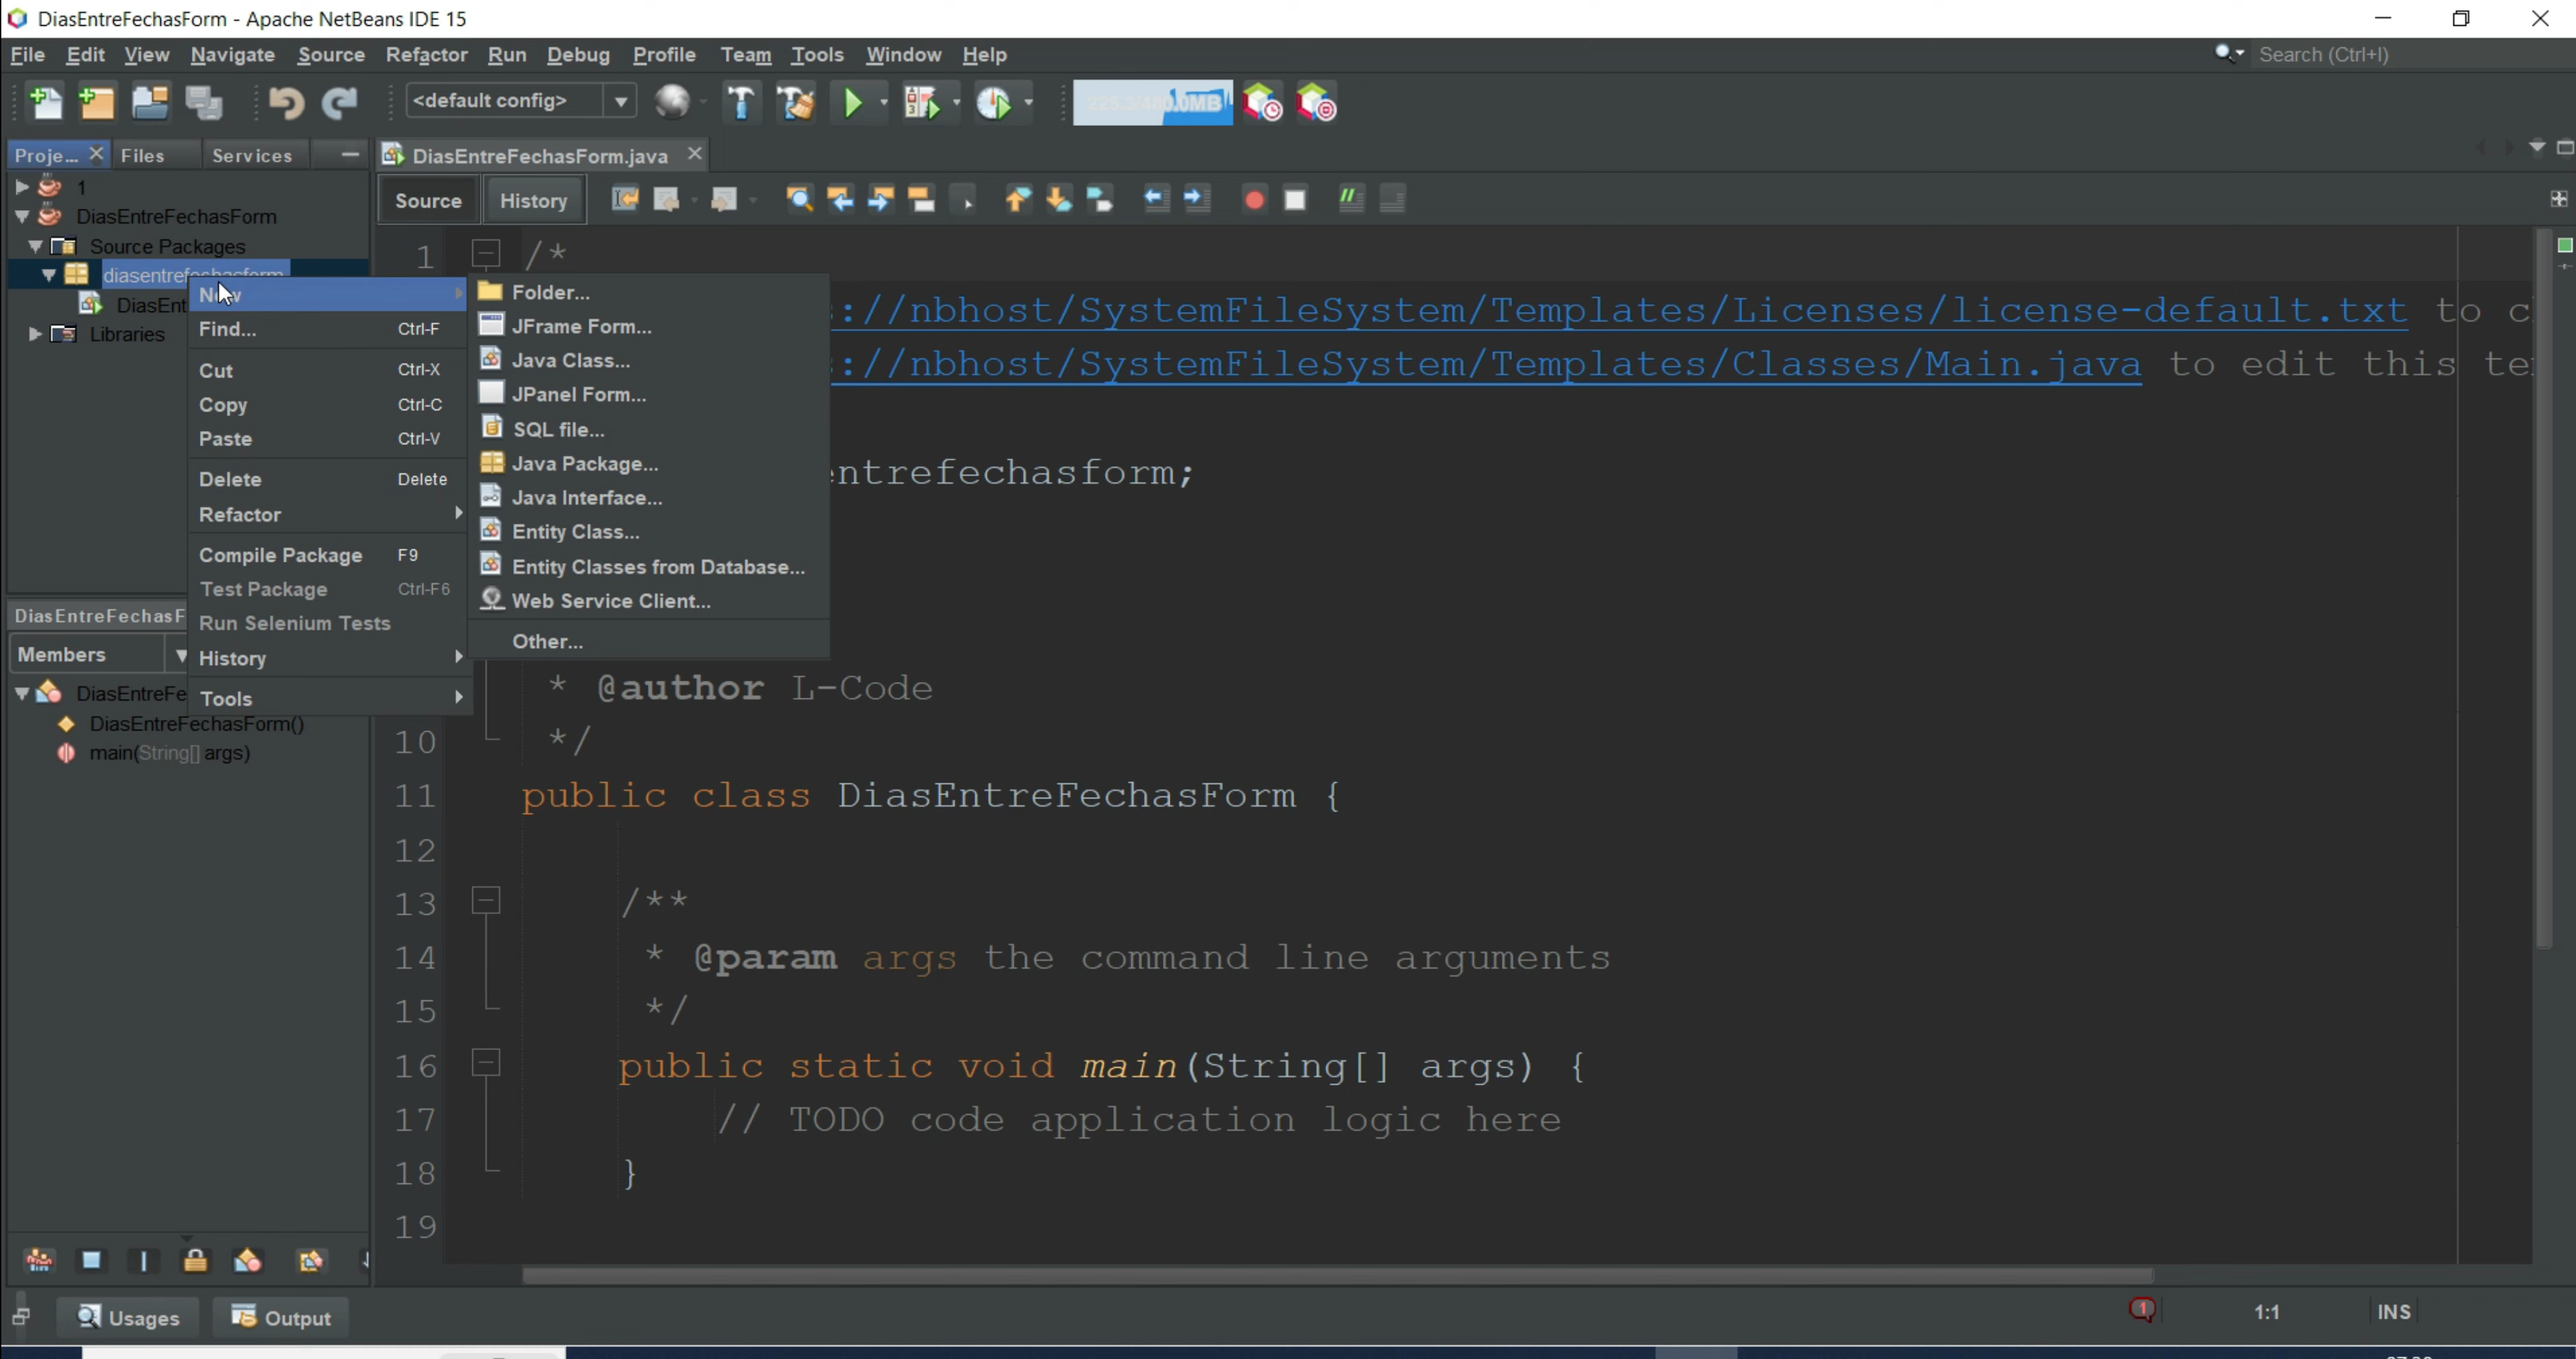 DiasEntreFechasForm - Apache NetBeans IDE 15
File Edit View Navigate Source Refactor Run Debug Profile Team Tools Window Help
Search (Ctrl+I)
<default config>
Proje... Files Services
DiasEntreFechasForm.java
1
DiasEntreFechasForm
Source Packages
diasentrefechasform
DiasEnt
Libraries
Source History
New
Find... Ctrl-F
Cut Ctrl-X
Copy Ctrl-C
Paste Ctrl-V
Delete Delete
Refactor
Compile Package F9
Test Package Ctrl-F6
Run Selenium Tests
History
Tools
Folder...
JFrame Form...
Java Class...
JPanel Form...
SQL file...
Java Package...
Java Interface...
Entity Class...
Entity Classes from Database...
Web Service Client...
Other...
DiasEntreFechasF
Members
DiasEntreFe
DiasEntreFechasForm()
main(String[] args)
1 /*
://nbhost/SystemFileSystem/Templates/Licenses/license-default.txt to c
://nbhost/SystemFileSystem/Templates/Classes/Main.java to edit this te
entrefechasform;
* @author L-Code
10 */
11 public class DiasEntreFechasForm {
12
13 /**
14 * @param args the command line arguments
15 */
16 public static void main(String[] args) {
17 // TODO code application logic here
18 }
19
Usages Output
1
1:1 INS